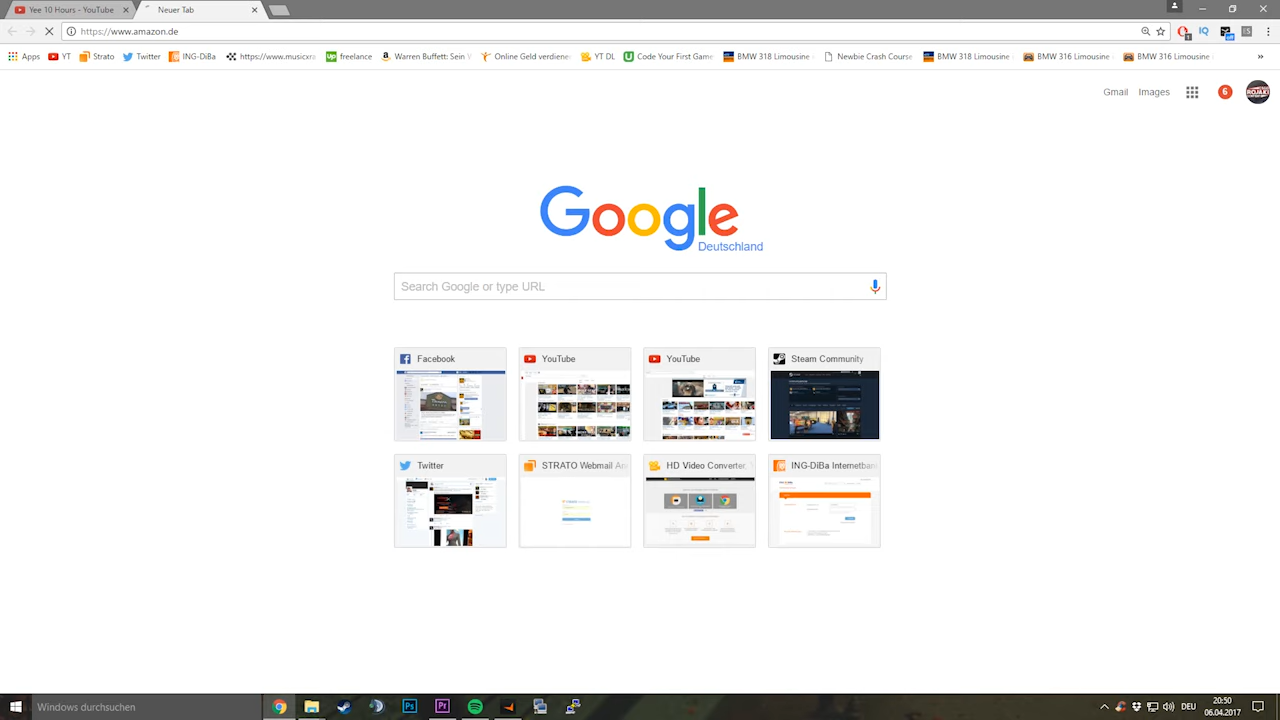 Yee 10 Hours - YouTube
Neuer Tab
https://www.amazon.de
Apps
YT
Strato
Twitter
ING-DiBa
https://www.musicxra
freelance
Warren Buffett: Sein
Online Geld verdiene
YT DL
Code Your First Game
BMW 318 Limousine
Newbie Crash Course
BMW 318 Limousine
BMW 316 Limousine
BMW 316 Limousine
»
Gmail
Images
6
Google
Deutschland
Search Google or type URL
Facebook
YouTube
YouTube
Steam Community
Twitter
STRATO Webmail
HD Video Converter,
ING-DiBa Internetban
Windows durchsuchen
Ps
Pr
DEU
20:50
06.04.2017